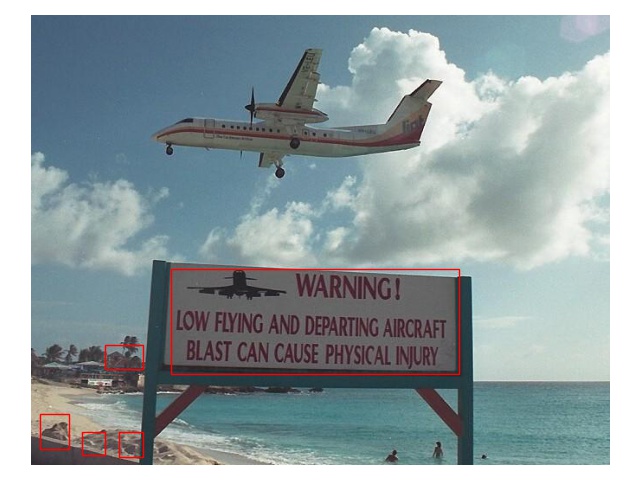 WARNING!
LOW FLYING AND DEPARTING AIRCRAFT
BLAST CAN CAUSE PHYSICAL INJURY